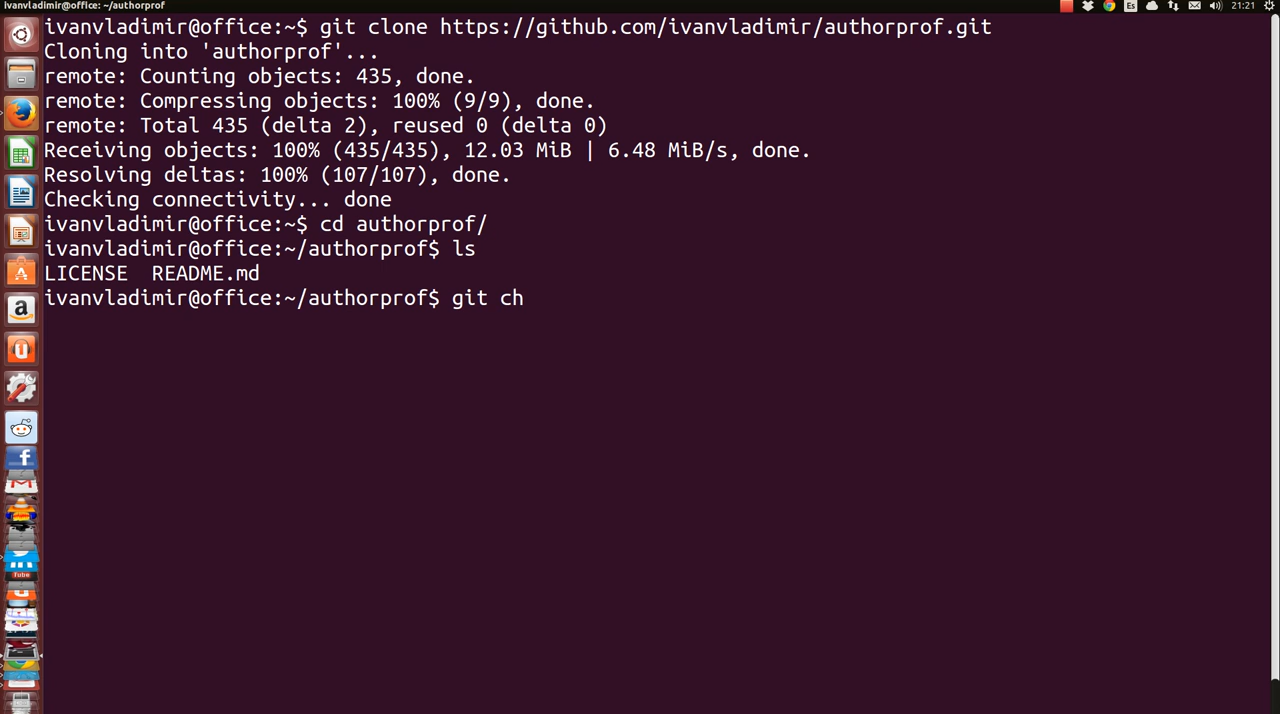 ivanvladimir@office: ~/authorprof
Es
21:21
ivanvladimir@office:~$ git clone https://github.com/ivanvladimir/authorprof.git
Cloning into 'authorprof'...
remote: Counting objects: 435, done.
remote: Compressing objects: 100% (9/9), done.
remote: Total 435 (delta 2), reused 0 (delta 0)
Receiving objects: 100% (435/435), 12.03 MiB | 6.48 MiB/s, done.
Resolving deltas: 100% (107/107), done.
Checking connectivity... done
ivanvladimir@office:~$ cd authorprof/
ivanvladimir@office:~/authorprof$ ls
LICENSE  README.md
ivanvladimir@office:~/authorprof$ git ch
Tube